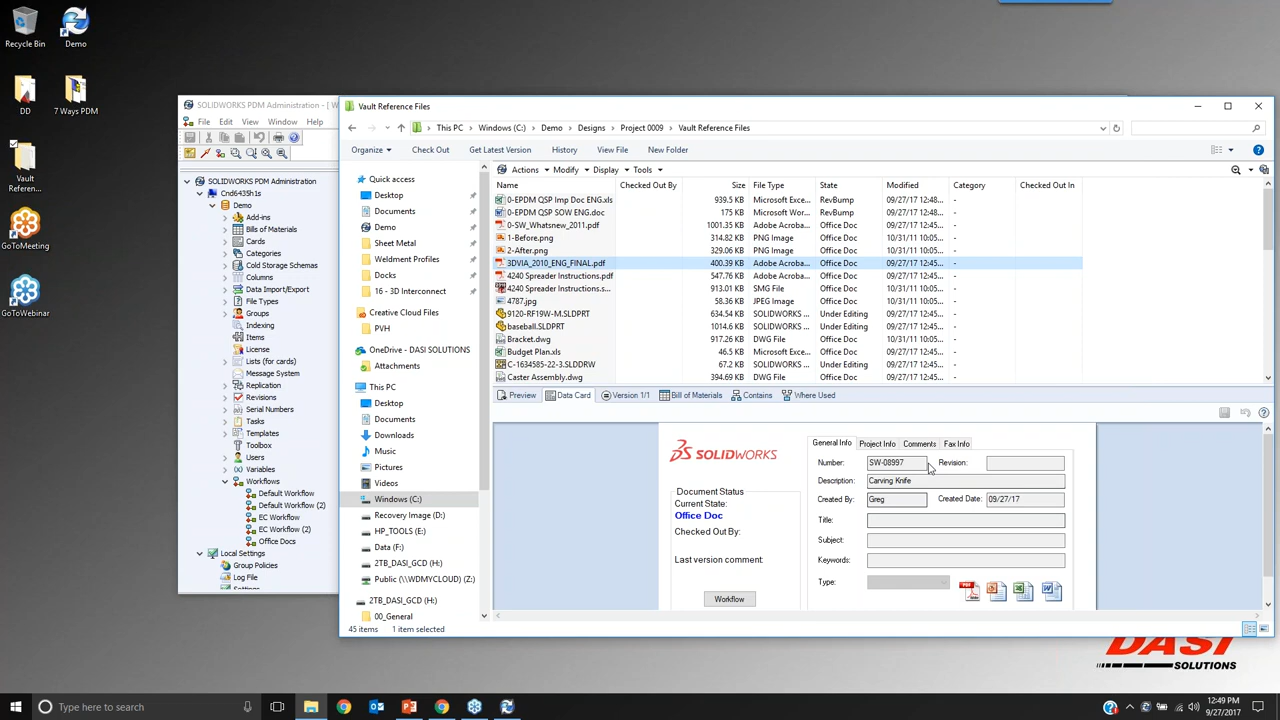 Recycle Bin
Demo
DD
7 Ways PDM
Vault
Referen...
GoToMeeting
GoToWebinar
SOLIDWORKS PDM Administration - [ W
File Edit View Window Help
SOLIDWORKS PDM Administration
Cnd6435h1s
Demo
Add-ins
Bills of Materials
Cards
Categories
Cold Storage Schemas
Columns
Data Import/Export
File Types
Groups
Indexing
Items
License
Lists (for cards)
Message System
Replication
Revisions
Serial Numbers
Tasks
Templates
Toolbox
Users
Variables
Workflows
Default Workflow
Default Workflow (2)
EC Workflow
EC Workflow (2)
Office Docs
Local Settings
Group Policies
Log File
Settings
Vault Reference Files
This PC Windows (C:) Demo Designs Project 0009 Vault Reference Files
Organize Check Out Get Latest Version History View File New Folder
Quick access
Desktop
Documents
Demo
Sheet Metal
Weldment Profiles
Docks
16 - 3D Interconnect
Creative Cloud Files
PVH
OneDrive - DASI SOLUTIONS
Attachments
This PC
Desktop
Documents
Downloads
Music
Pictures
Videos
Windows (C:)
Recovery Image (D:)
HP_TOOLS (E:)
Data (F:)
2TB_DASI_GCD (H:)
Public (\\WDMYCLOUD) (Z:)
2TB_DASI_GCD (H:)
00_General
Actions Modify Display Tools
Name Checked Out By Size File Type State Modified Category Checked Out In
0-EPDM QSP Imp Doc ENG.xls 939.5 KB Microsoft Exce... RevBump 09/27/17 12:48... -
0-EPDM QSP SOW ENG.doc 175 KB Microsoft Wor... RevBump 09/27/17 12:48... -
0-SW_Whatsnew_2011.pdf 1001.35 KB Adobe Acroba... Office Doc 09/27/17 12:45... -
1-Before.png 314.82 KB PNG Image Office Doc 10/31/11 10:05... -
2-After.png 329.06 KB PNG Image Office Doc 10/31/11 10:05... -
3DVIA_2010_ENG_FINAL.pdf 400.39 KB Adobe Acroba... Office Doc 09/27/17 12:45... -
4240 Spreader Instructions.pdf 547.76 KB Adobe Acroba... Office Doc 09/27/17 12:45... -
4240 Spreader Instructions.s... 913.01 KB SMG File Office Doc 10/31/11 10:05... -
4787.jpg 58.36 KB JPEG Image Office Doc 10/31/11 10:05... -
9120-RF19W-M.SLDPRT 634.54 KB SOLIDWORKS ... Under Editing 09/27/17 12:45... -
baseball.SLDPRT 1014.6 KB SOLIDWORKS ... Under Editing 09/27/17 12:45... -
Bracket.dwg 917.26 KB DWG File Office Doc 09/27/17 12:45... -
Budget Plan.xls 46.5 KB Microsoft Exce... Office Doc 09/27/17 12:45... -
C-1634585-22-3.SLDDRW 67.2 KB SOLIDWORKS ... Under Editing 09/27/17 12:45... -
Caster Assembly.dwg 394.69 KB DWG File Office Doc 09/27/17 12:45... -
Preview Data Card Version 1/1 Bill of Materials Contains Where Used
SOLIDWORKS
Document Status
Current State:
Office Doc
Checked Out By:
Last version comment:
Workflow
General Info Project Info Comments Fax Info
Number: SW-08997 Revision:
Description: Carving Knife
Created By: Greg Created Date: 09/27/17
Title:
Subject:
Keywords:
Type:
45 items 1 item selected
DASI
SOLUTIONS
Type here to search
12:49 PM
9/27/2017